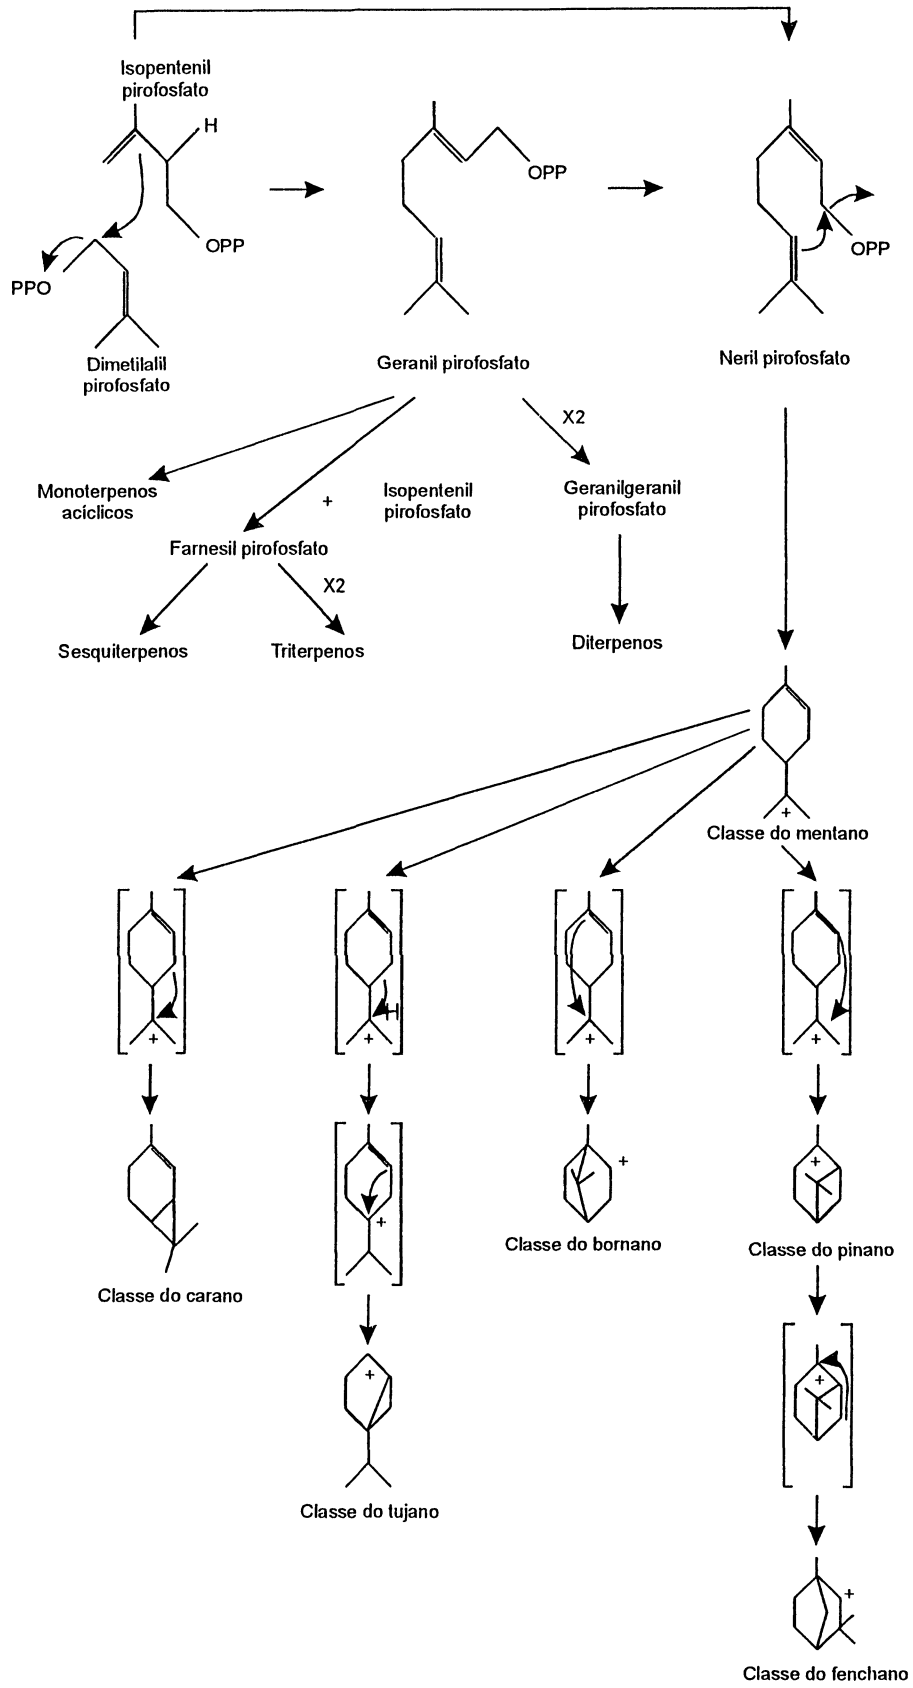 Isopentenil
pirofosfato
H
OPP
PPO
Dimetilalil
pirofosfato
OPP
Geranil pirofosfato
OPP
Neril pirofosfato
X2
Monoterpenos
acíclicos
+
Isopentenil
pirofosfato
Geranilgeranil
pirofosfato
Farnesil pirofosfato
X2
Sesquiterpenos
Triterpenos
Diterpenos
+
Classe do mentano
+
H
+
+
+
+
Classe do carano
+
+
Classe do bornano
+
Classe do pinano
+
Classe do tujano
+
+
Classe do fenchano